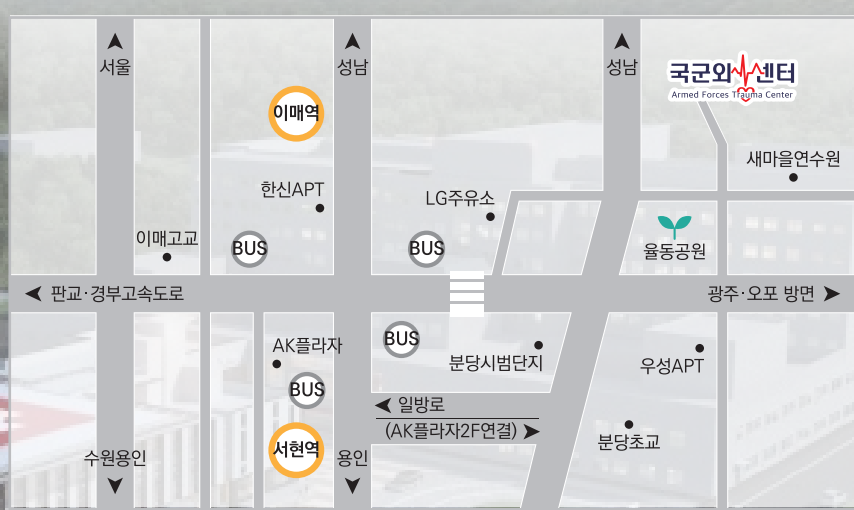 서울
성남
성남
국군외 센터
Armed Forces Trauma Center
이매역
새마을연수원
한신APT
LG주유소
이매고교
BUS
BUS
율동공원
판교·경부고속도로
광주·오포 방면
BUS
AK플라자
분당시범단지
우성APT
BUS
일방로
(AK플라자2F연결)
분당초교
서현역
수원용인
용인